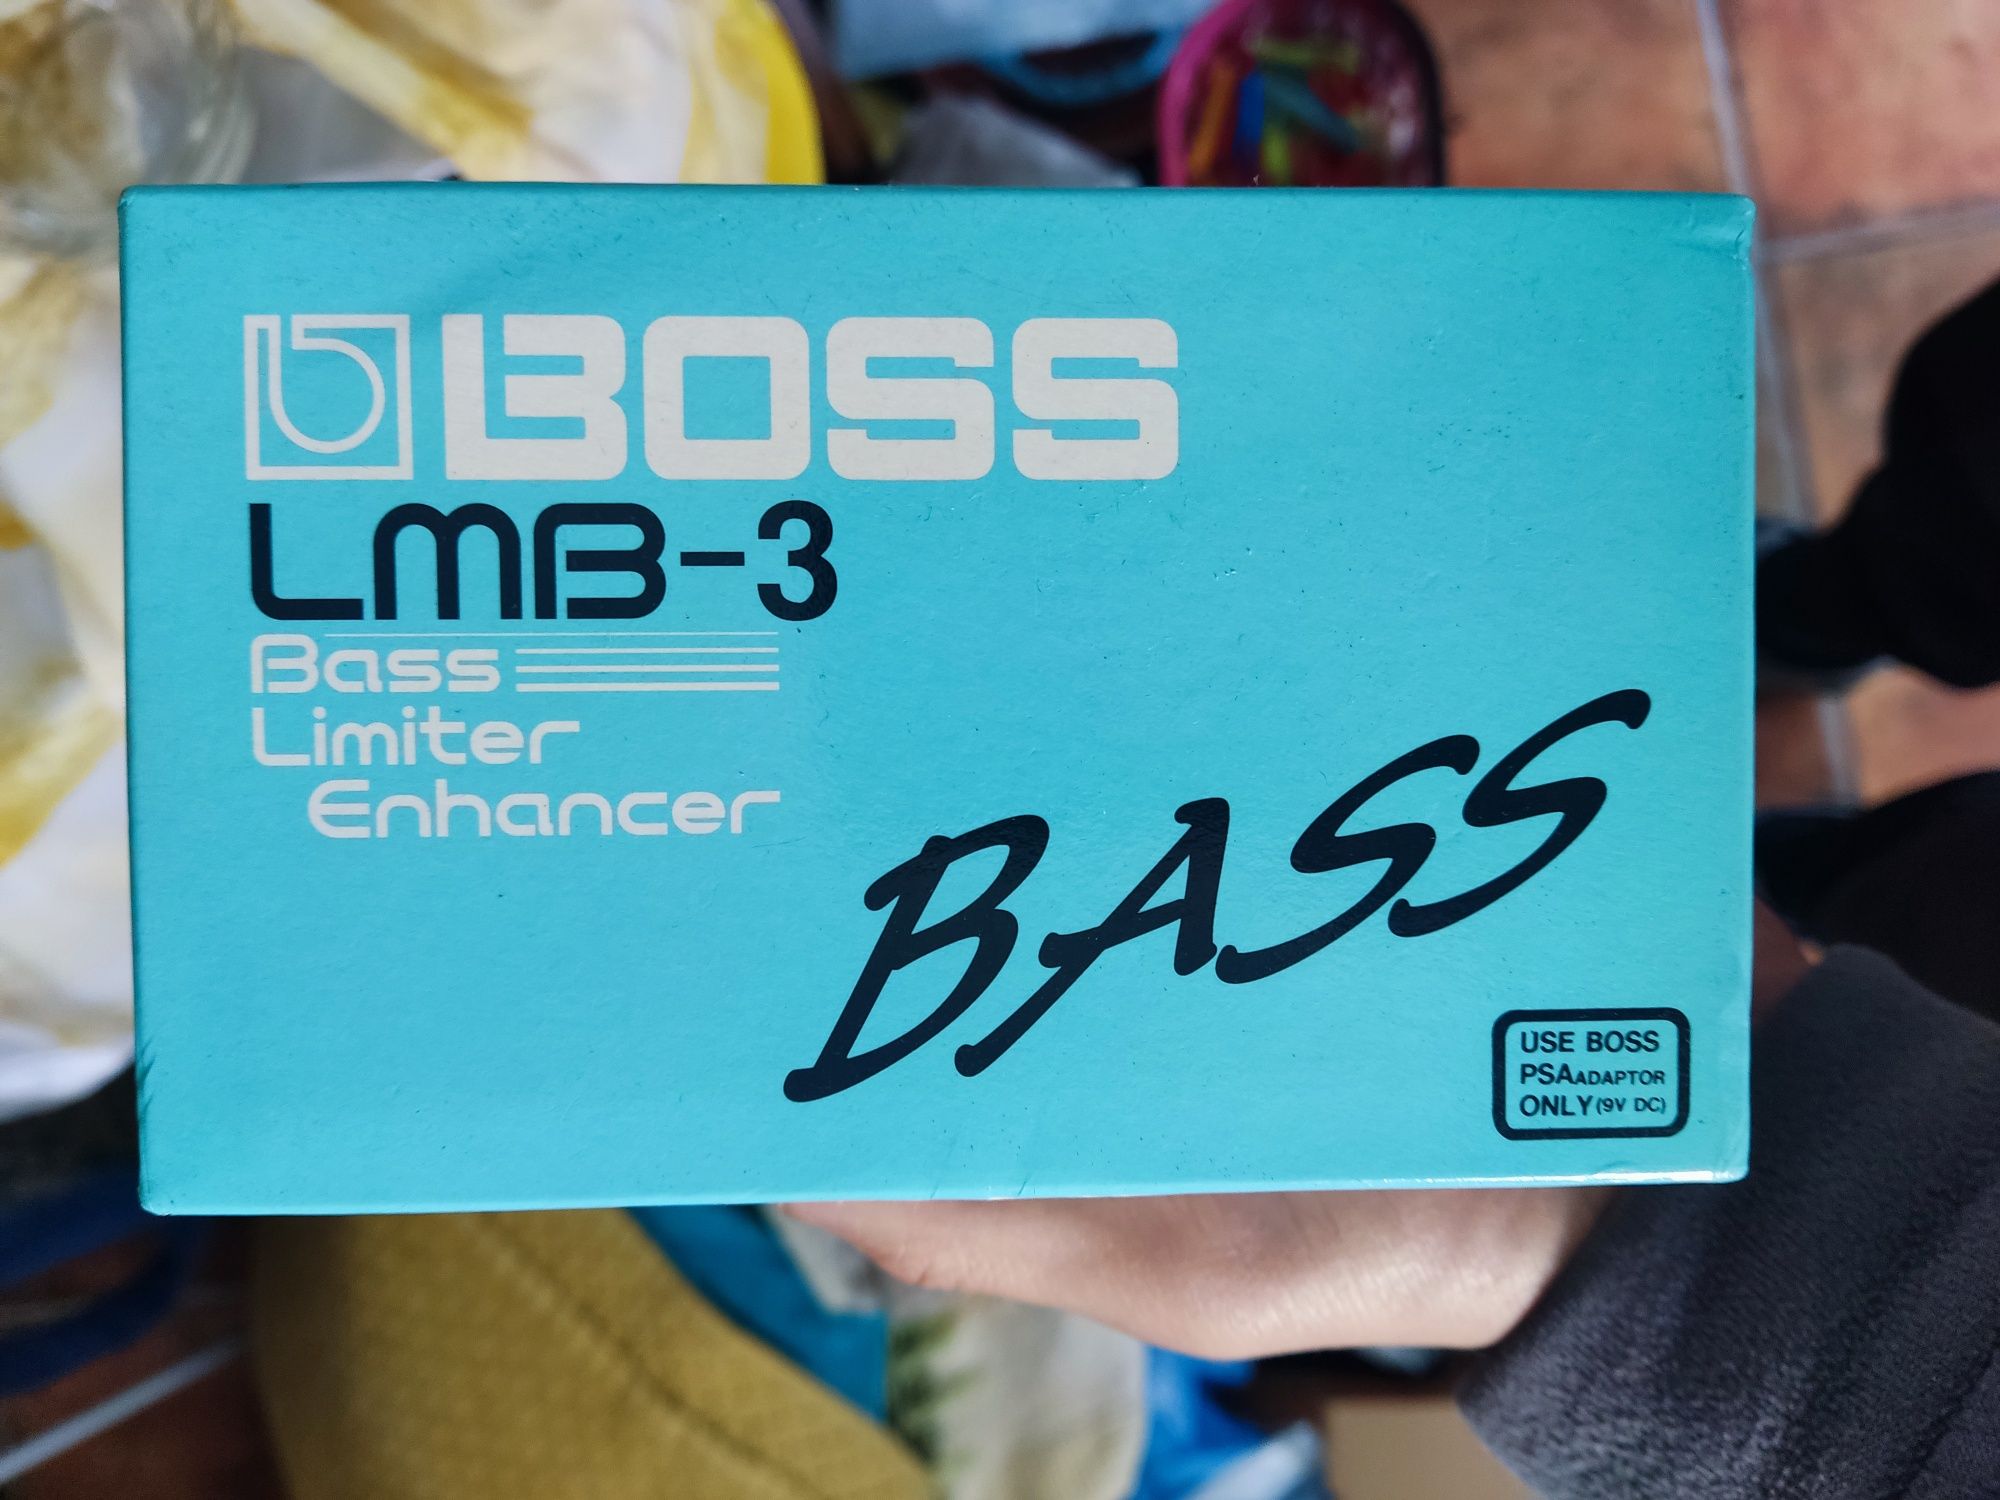 BOSS
LMB-3
Bass
Limiter
Enhancer
BASS
USE BOSS
PSA ADAPTOR
ONLY (9V DC)